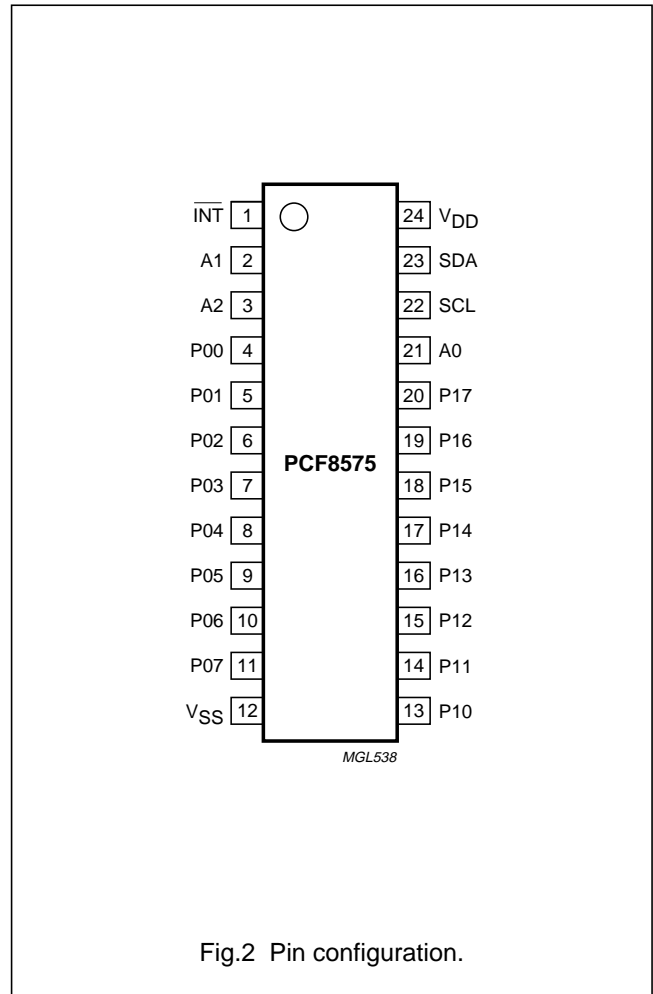 INT 1 24 VDD
A1 2 23 SDA
A2 3 22 SCL
P00 4 21 A0
P01 5 20 P17
P02 6 19 P16
PCF8575
P03 7 18 P15
P04 8 17 P14
P05 9 16 P13
P06 10 15 P12
P07 11 14 P11
VSS 12 13 P10
MGL538
Fig.2 Pin configuration.